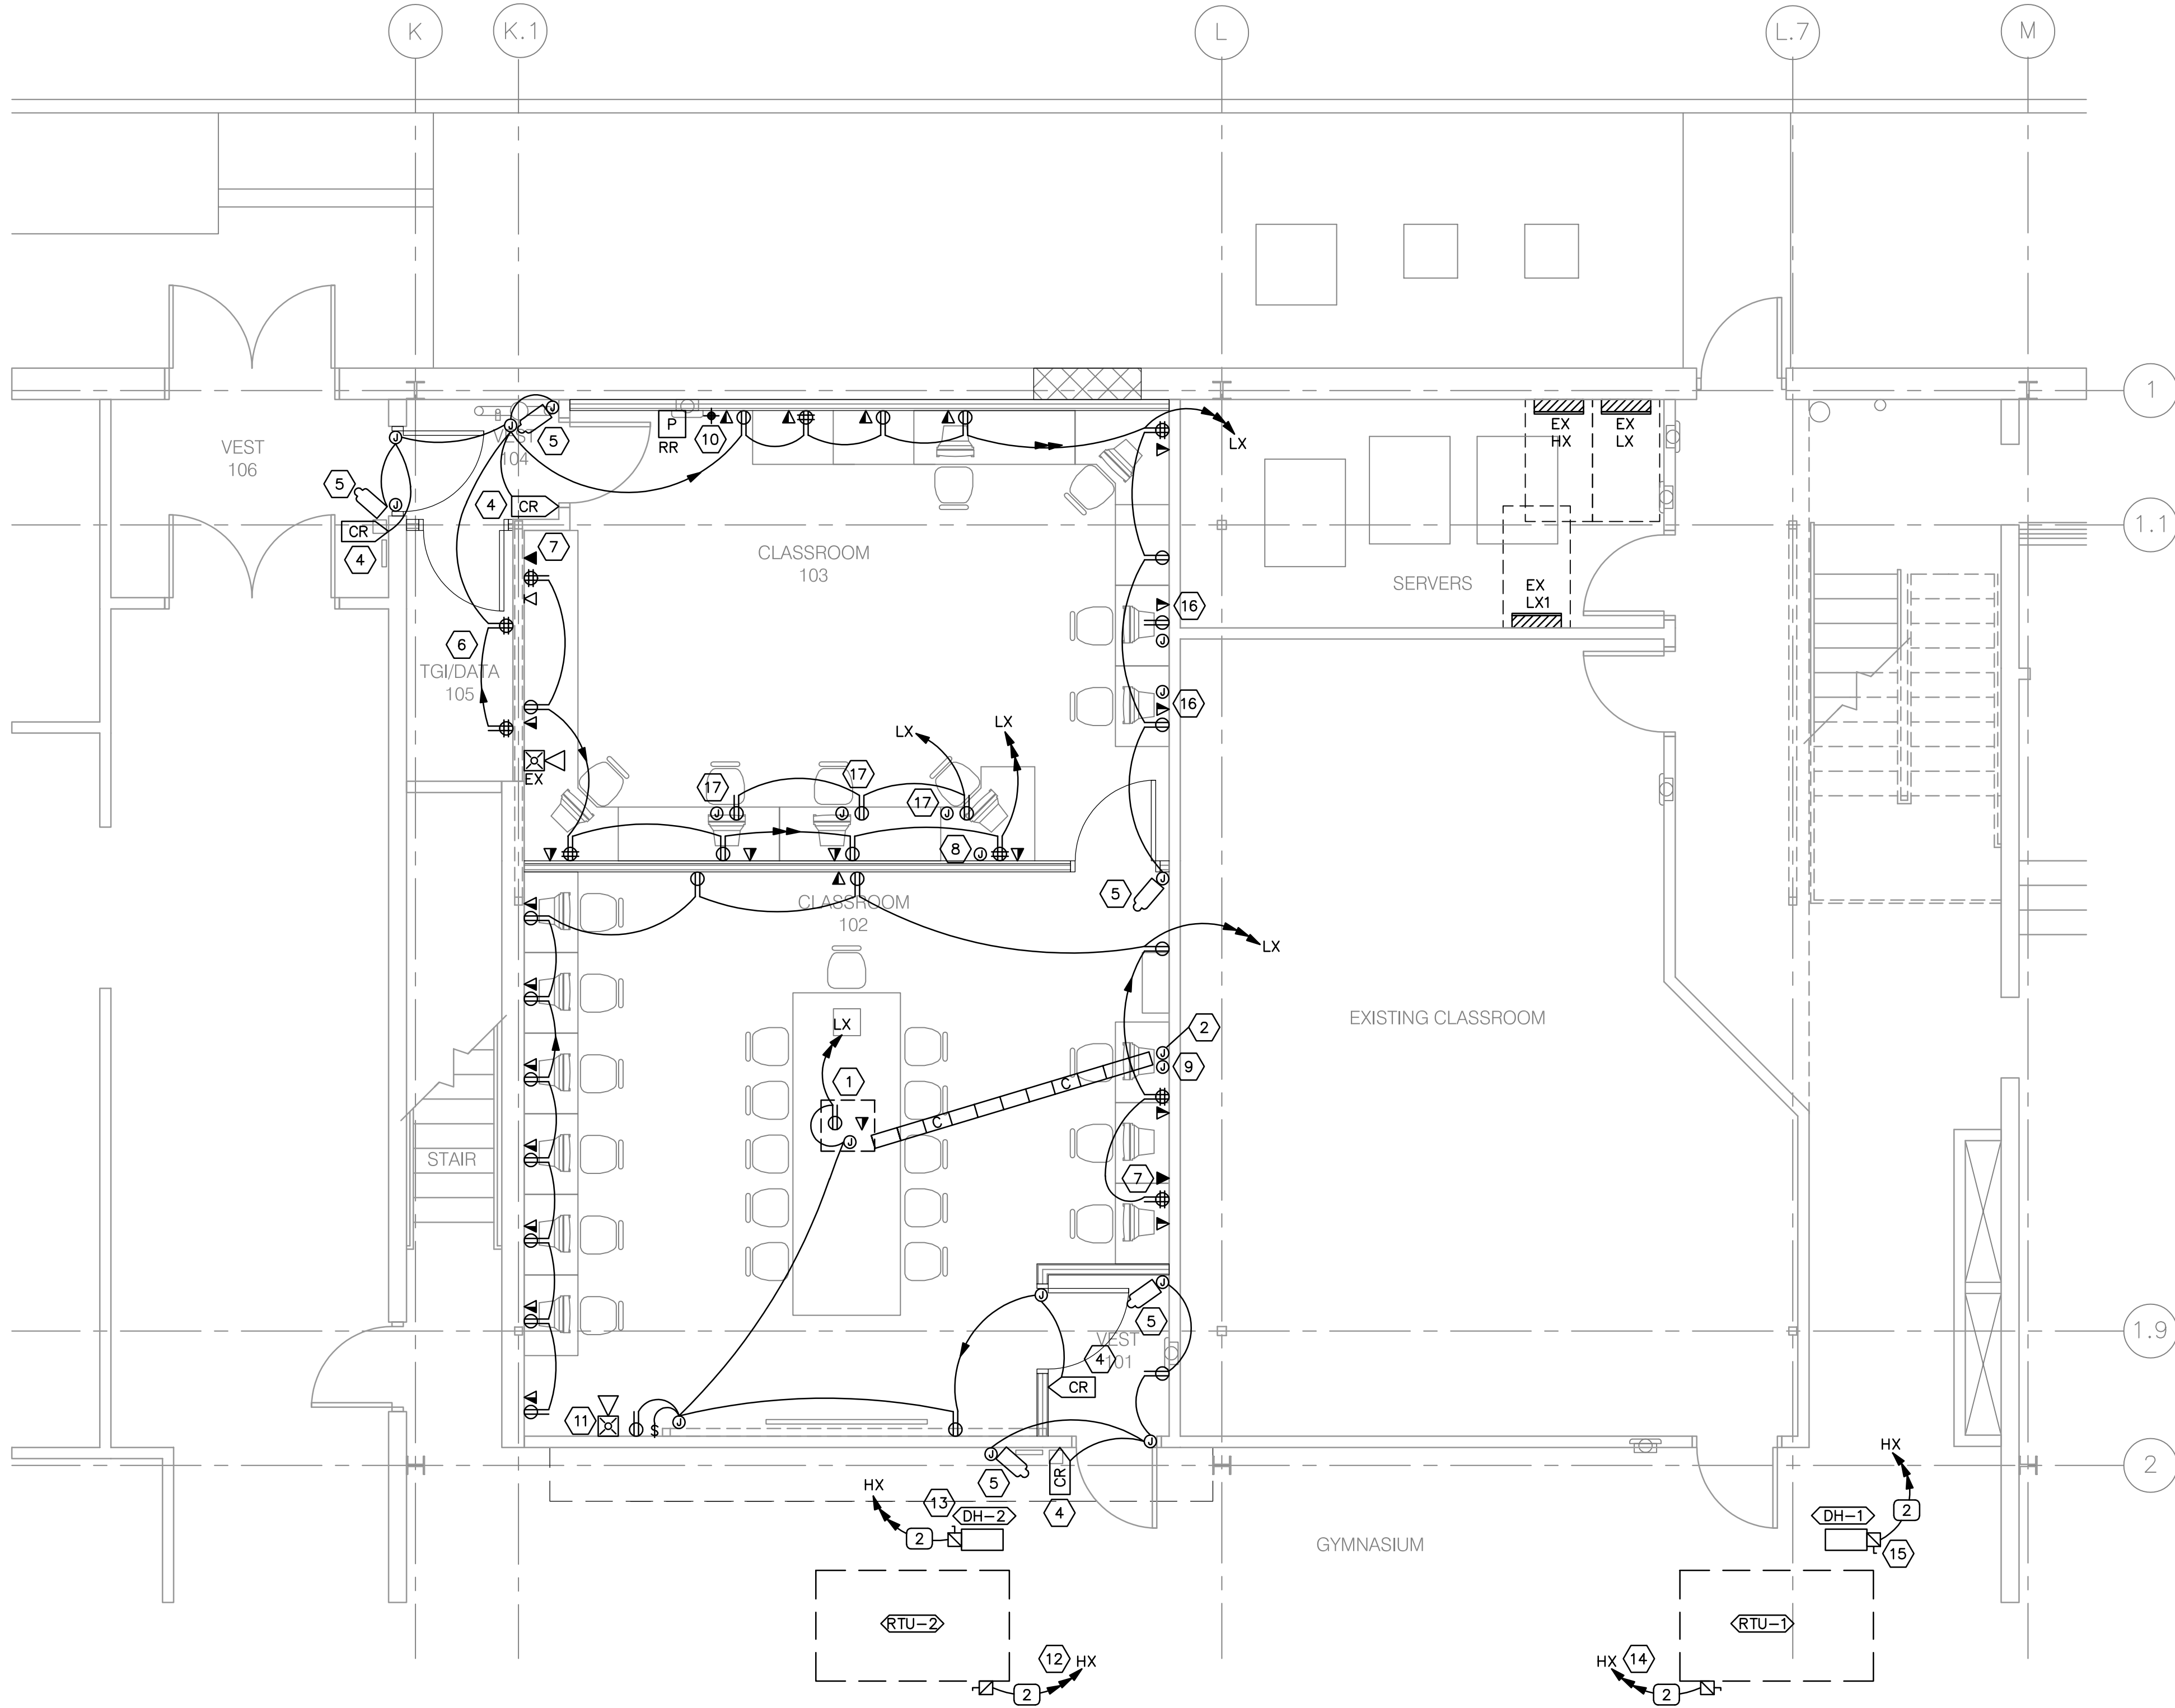 K
K.1
L
L.7
M
1
1.1
1.9
2
VEST
106
J
J
5
VEST
104
J
5
J
CR
4
4
CR
P
RR
10
LX
EX
HX
EX
LX
7
CLASSROOM
103
SERVERS
EX
LX1
16
J
6
TGI/DATA
105
J
16
EX
LX
LX
17
17
17
J
J
J
8
J
J
5
CLASSROOM
102
LX
EXISTING CLASSROOM
LX
2
J
J
9
1
C
C
J
7
STAIR
J
J
5
VEST
101
4
CR
11
$
J
J
J
5
CR
4
HX
13
DH-2
2
GYMNASIUM
HX
DH-1
2
15
RTU-2
RTU-1
12
HX
2
HX
14
2